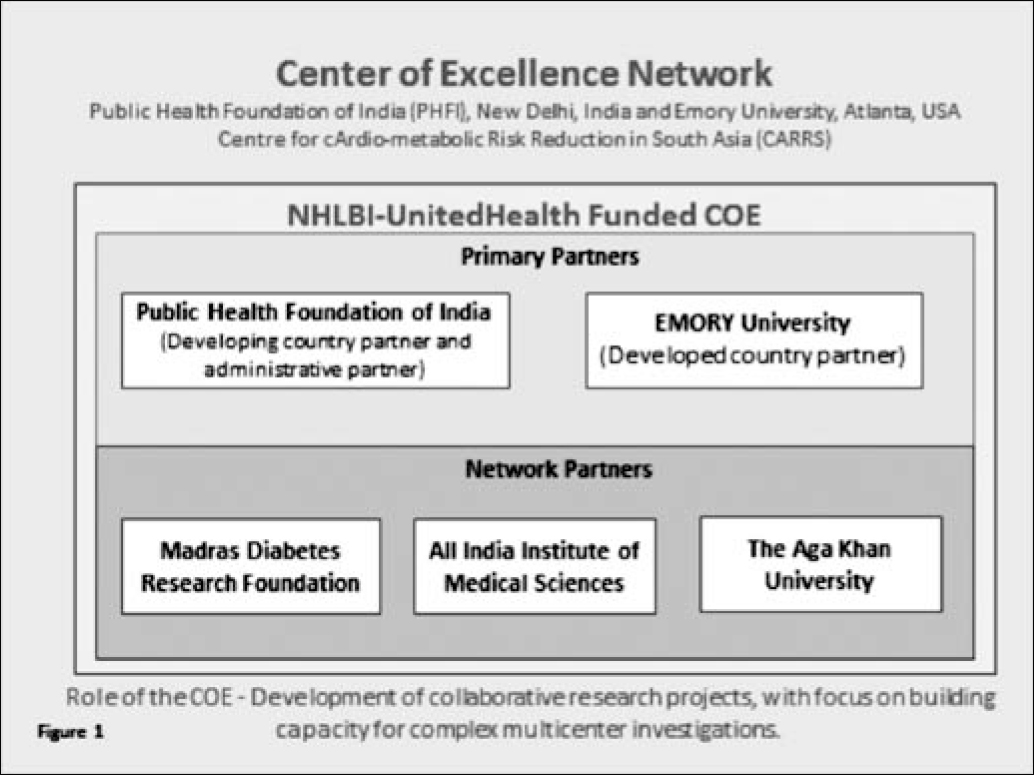 Center of Excellence Network
Public Health Foundation of India (PHFI), New Delhi, India and Emory University, Atlanta, USA
Centre for cArdio-metabolic Risk Reduction in South Asia (CARRS)
NHLBI-UnitedHealth Funded COE
Primary Partners
Public Health Foundation of India
(Developing country partner and
administrative partner)
EMORY University
(Developed country partner)
Network Partners
Madras Diabetes
Research Foundation
All India Institute of
Medical Sciences
The Aga Khan
University
Role of the COE - Development of collaborative research projects, with focus on building
capacity for complex multicenter investigations.
Figure 1